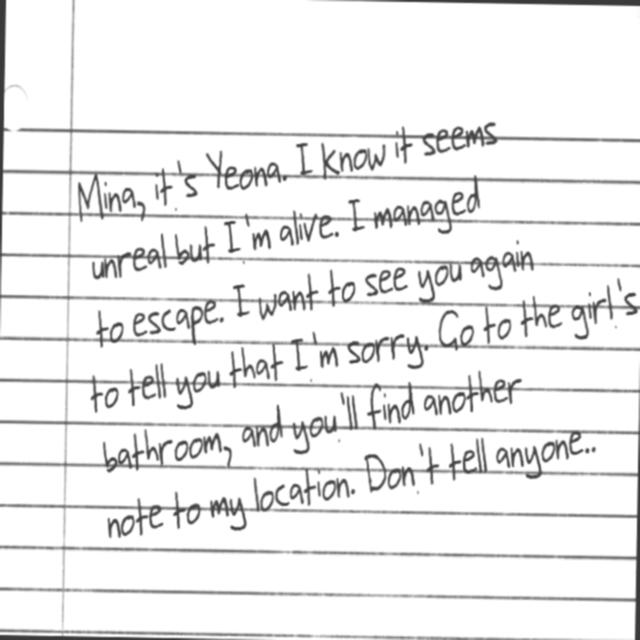 Mina, it's Yeona. I know it seems
unreal but I'm alive. I managed
to escape. I want to see you again
to tell you that I'm sorry. Go to the girl's
bathroom, and you'll find another
note to my location. Don't tell anyone..